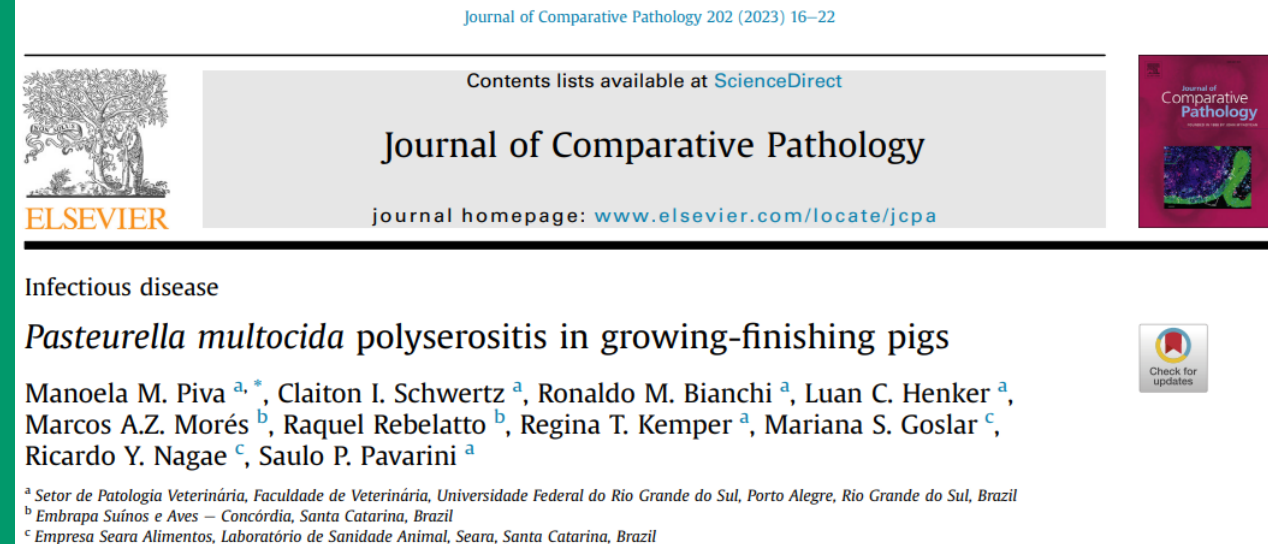 Journal of Comparative Pathology 202 (2023) 16–22
Contents lists available at ScienceDirect
Journal of Comparative Pathology
journal homepage: www.elsevier.com/locate/jcpa
ELSEVIER
Journal of
Comparative
Pathology
Infectious disease
Pasteurella multocida polyserositis in growing-finishing pigs
Check for
updates
Manoela M. Piva a, *, Claiton I. Schwertz a, Ronaldo M. Bianchi a, Luan C. Henker a,
Marcos A.Z. Morés b, Raquel Rebelatto b, Regina T. Kemper a, Mariana S. Goslar c,
Ricardo Y. Nagae c, Saulo P. Pavarini a
a Setor de Patologia Veterinária, Faculdade de Veterinária, Universidade Federal do Rio Grande do Sul, Porto Alegre, Rio Grande do Sul, Brazil
b Embrapa Suínos e Aves — Concórdia, Santa Catarina, Brazil
c Empresa Seara Alimentos, Laboratório de Sanidade Animal, Seara, Santa Catarina, Brazil